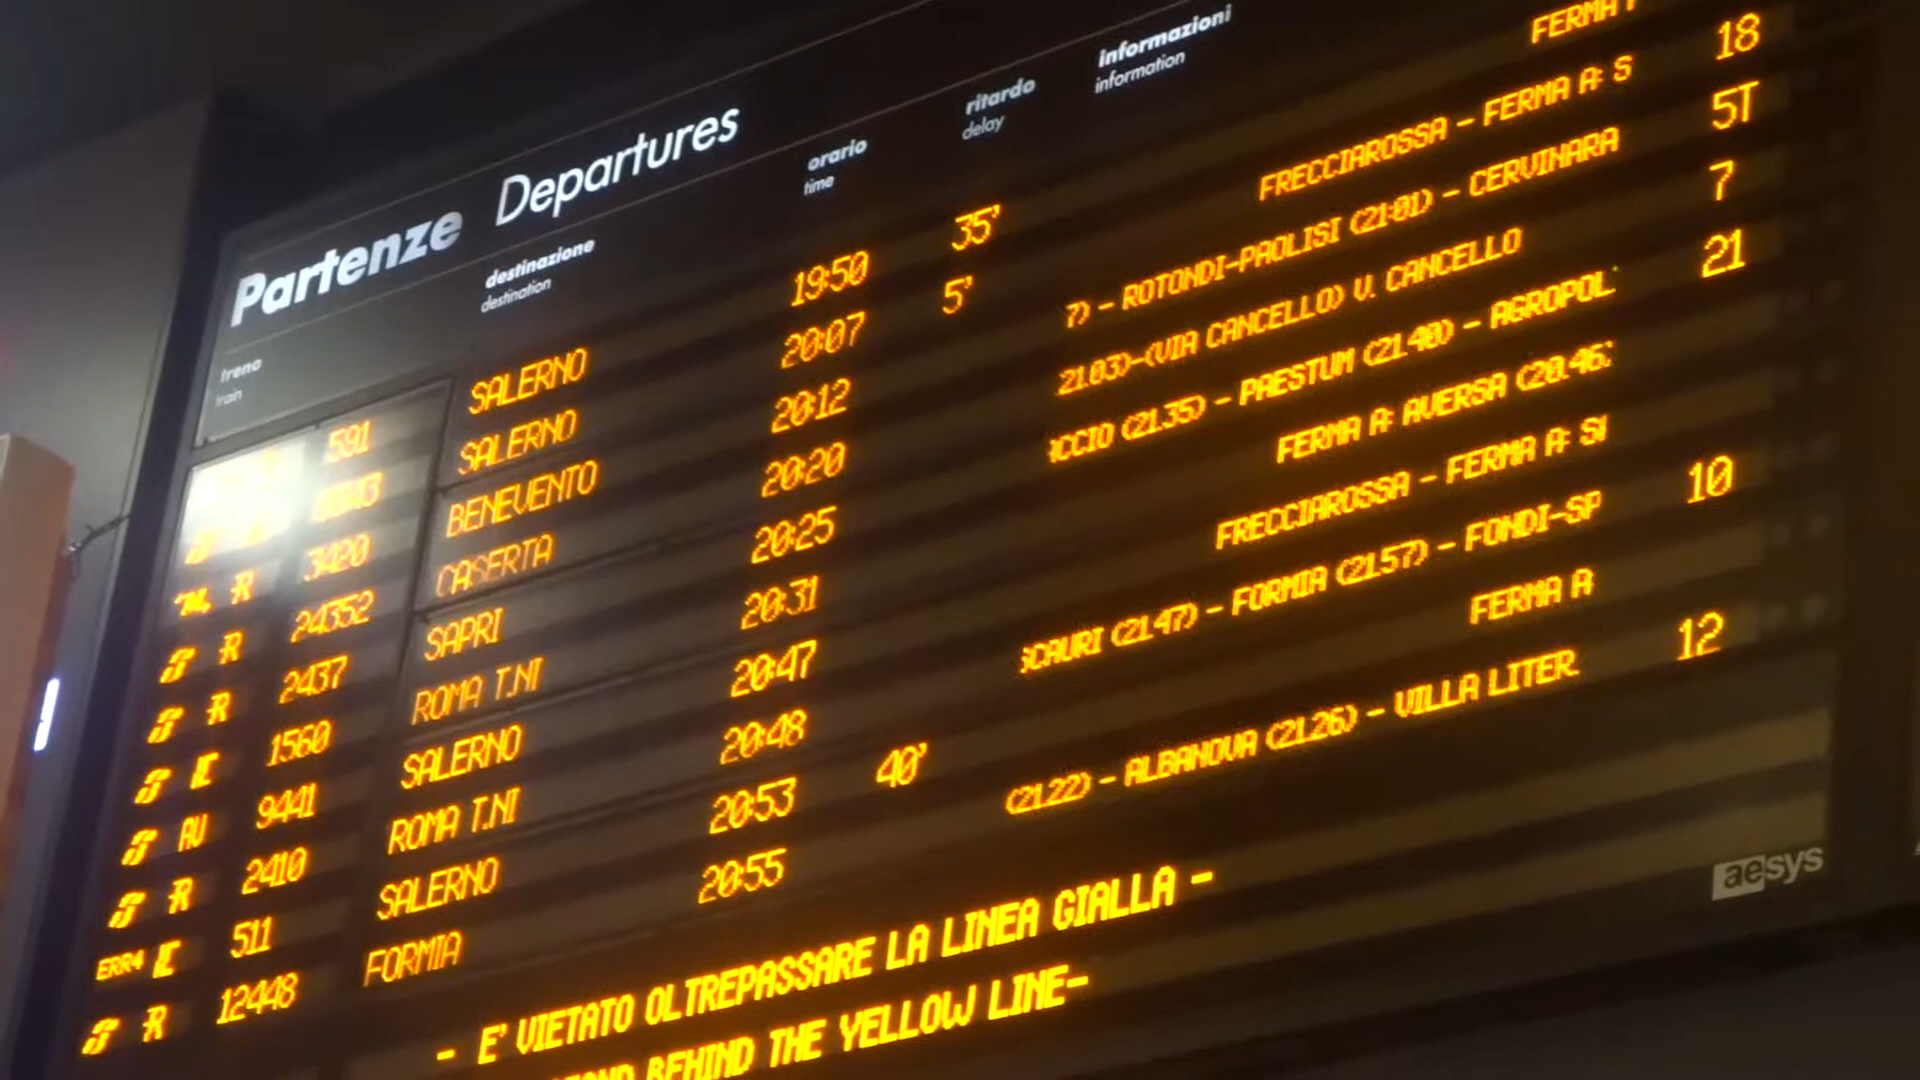 Partenze Departures
treno destinazione orario ritardo informazioni
train destination time delay information
591 SALERNO 19:50 35' FERMA
SALERNO 20:07 5' FRECCIAROSSA - FERMA A: S 18
R 3420 BENEVENTO 20:12 7) - ROTONDI-PAOLISI (21:01) - CERVINARA 5T
R 24352 CASERTA 20:20 21.03)-(VIA CANCELLO) V. CANCELLO 7
R 2437 SAPRI 20:25 CCIO (21.35) - PAESTUM (21.40) - AGROPOL 21
IC 1560 ROMA T.NI 20:31 FERMA A: AVERSA (20.46)
AV 9441 SALERNO 20:47 FRECCIAROSSA - FERMA A: S
R 2410 ROMA T.NI 20:48 SCAURI (21.47) - FORMIA (21.57) - FONDI-SP 10
ERR4 IC 511 SALERNO 20:53 40' FERMA A
R 12448 FORMIA 20:55 (21.22) - ALBANOVA (21.26) - VILLA LITER. 12
- E' VIETATO OLTREPASSARE LA LINEA GIALLA -
BEHIND THE YELLOW LINE-
aesys